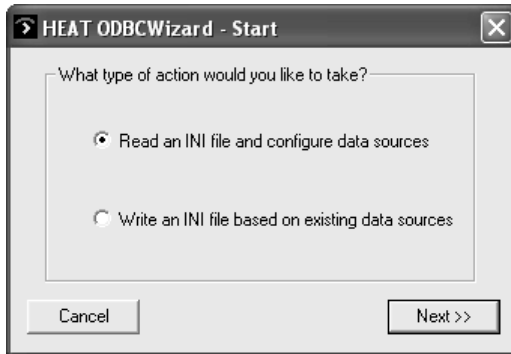 HEAT ODBCWizard - Start
What type of action would you like to take?
Read an INI file and configure data sources
Write an INI file based on existing data sources
Cancel
Next >>